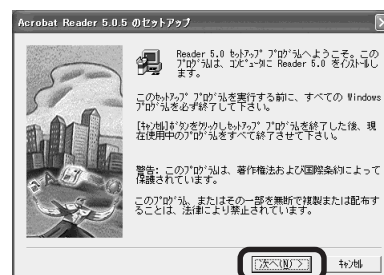 Acrobat Reader 5.0.5 のセットアップ
Reader 5.0 ｾｯﾄｱｯﾌﾟ ﾌﾟﾛｸﾞﾗﾑへようこそ。この
ﾌﾟﾛｸﾞﾗﾑは、ｺﾝﾋﾟｭｰﾀに Reader 5.0 をｲﾝｽﾄｰﾙし
ます。
このｾｯﾄｱｯﾌﾟ ﾌﾟﾛｸﾞﾗﾑを実行する前に、すべての Windows
ﾌﾟﾛｸﾞﾗﾑを必ず終了して下さい。
[ｷｬﾝｾﾙ]ﾎﾞﾀﾝをｸﾘｯｸしｾｯﾄｱｯﾌﾟ ﾌﾟﾛｸﾞﾗﾑを終了した後、現
在使用中のﾌﾟﾛｸﾞﾗﾑをすべて終了させて下さい。
警告: このﾌﾟﾛｸﾞﾗﾑは、著作権法および国際条約によって
保護されています。
このﾌﾟﾛｸﾞﾗﾑ、またはその一部を無断で複製または配布す
ることは、法律により禁止されています。
次へ(N) >
ｷｬﾝｾﾙ